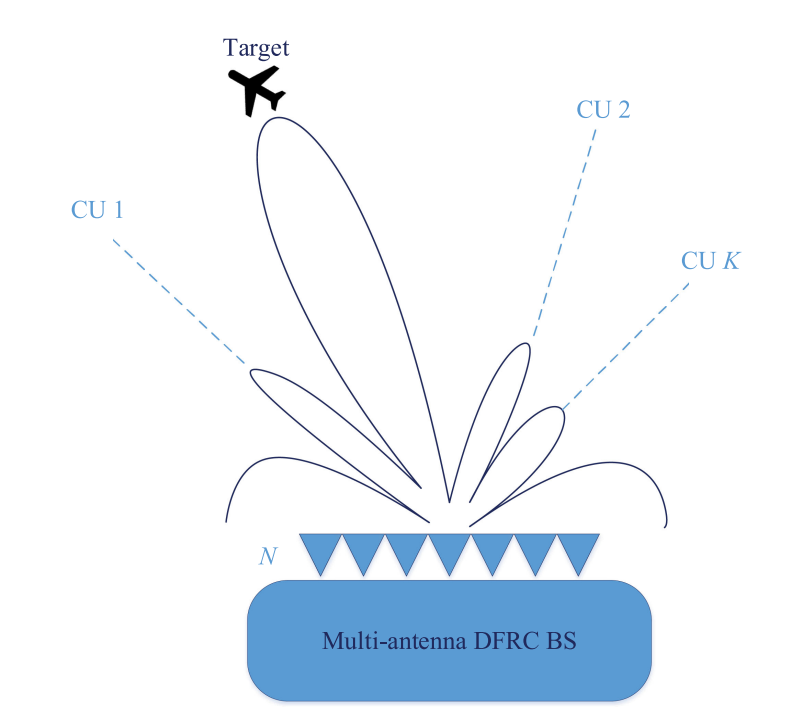 Target
CU 2
CU 1
CU K
N
Multi-antenna DFRC BS